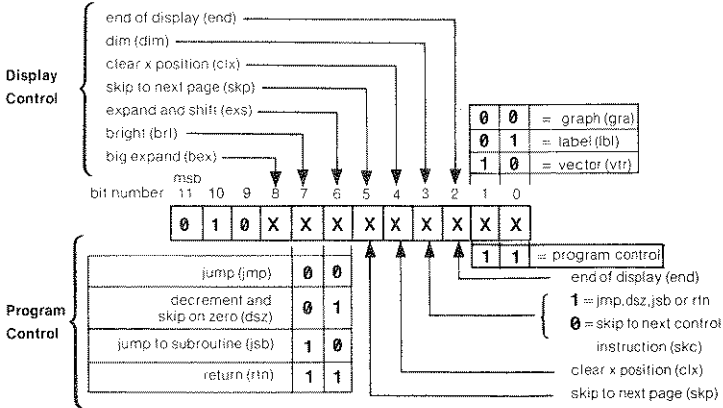 end of display (end)
dim (dim)
clear x position (clx)
skip to next page (skp)
expand and shift (exs)
bright (bri)
big expand (bex)
Display
Control
0 0 = graph (gra)
0 1 = label (lbl)
1 0 = vector (vtr)
msb
bit number 11 10 9 8 7 6 5 4 3 2 1 0
0 1 0 X X X X X X X X X
1 1 = program control
Program
Control
jump (jmp) 0 0
decrement and
skip on zero (dsz) 0 1
jump to subroutine (jsb) 1 0
return (rtn) 1 1
end of display (end)
1 = jmp,dsz,jsb or rtn
0 = skip to next control
instruction (skc)
clear x position (clx)
skip to next page (skp)